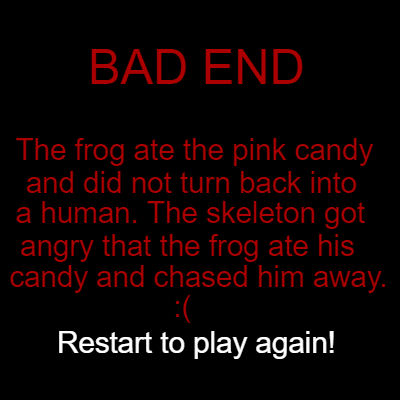 BAD END
The frog ate the pink candy
and did not turn back into
a human. The skeleton got
angry that the frog ate his
candy and chased him away.
:(
Restart to play again!